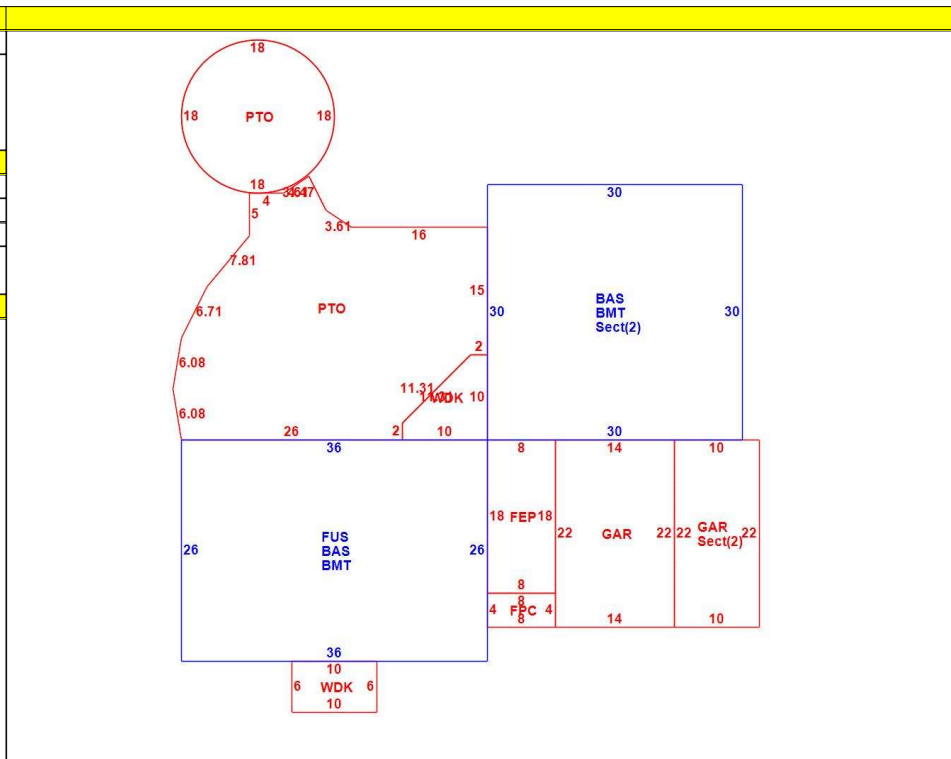 18
18 PTO 18
18
4
5
3.61
16
7.81
30
15
BAS
BMT
Sect(2)
30
30
PTO
6.71
2
6.08
11.31
WDK
10
6.08
26
2
10
30
36
8
14
10
18 FEP 18
22
GAR
22
22
GAR
Sect(2)
22
FUS
BAS
BMT
26
26
8
8
4 FPC 4
8
14
10
36
10
6 WDK 6
10